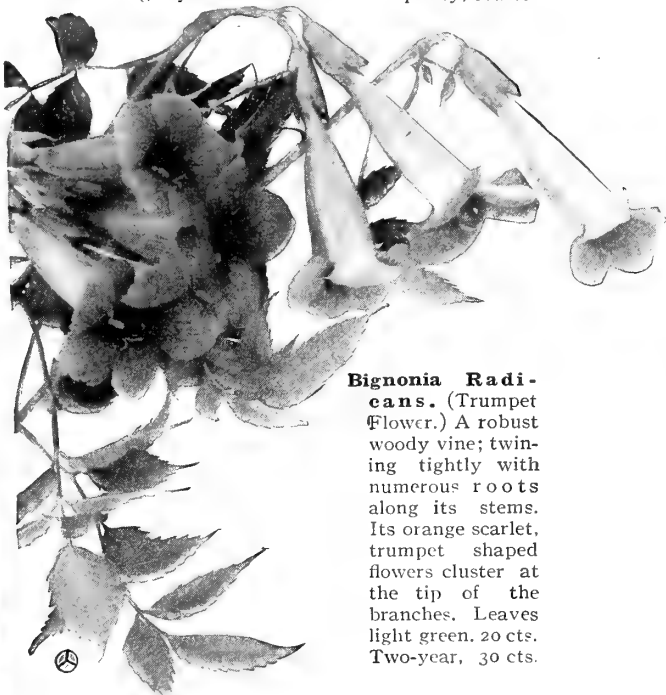 Bignonia Radi-
cans. (Trumpet
Flower.) A robust
woody vine; twin-
ing tightly with
numerous roots
along its stems.
Its orange scarlet,
trumpet shaped
flowers cluster at
the tip of the
branches. Leaves
light green. 20 cts.
Two-year, 30 cts.